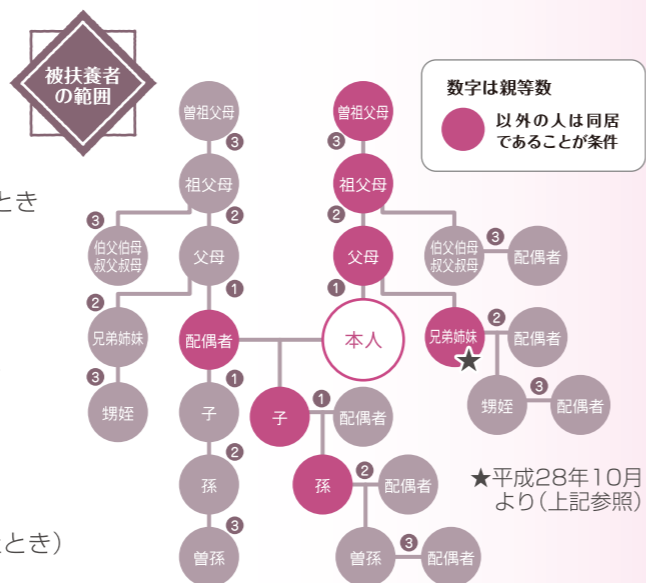 被扶養者
の範囲
数字は親等数
以外の人は同居
であることが条件
曽祖父母
曽祖父母
3
3
祖父母
祖父母
とき
3
2
2
3
伯父伯母
叔父叔母
父母
父母
伯父伯母
叔父叔母
配偶者
2
1
1
兄弟姉妹
配偶者
本人
兄弟姉妹
★
2
配偶者
3
1
1
3
甥姪
子
子
配偶者
甥姪
配偶者
2
2
孫
孫
配偶者
★平成28年10月
より(上記参照)
3
3
とき)
曽孫
曽孫
配偶者